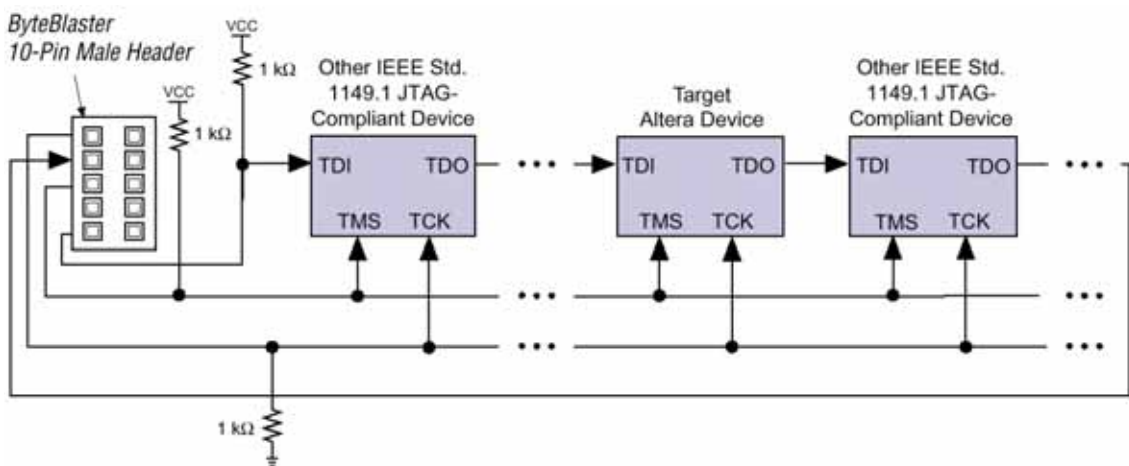 ByteBlaster
10-Pin Male Header
VCC
1 kΩ
VCC
1 kΩ
Other IEEE Std.
1149.1 JTAG-
Compliant Device
TDI
TDO
TMS
TCK
Target
Altera Device
TDI
TDO
TMS
TCK
Other IEEE Std.
1149.1 JTAG-
Compliant Device
TDI
TDO
TMS
TCK
1 kΩ